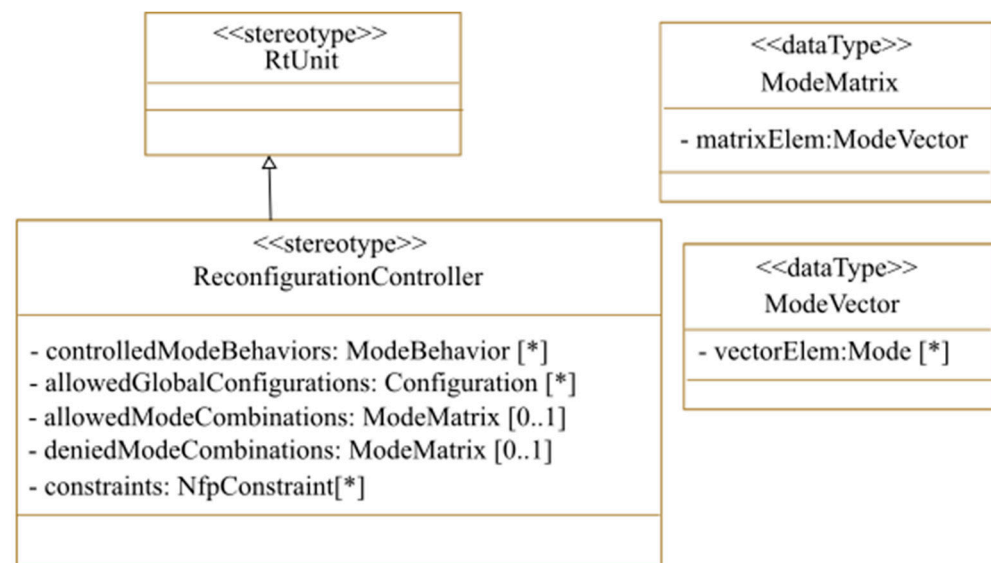 <<stereotype>>
RtUnit
<<dataType>>
ModeMatrix
- matrixElem:ModeVector
<<stereotype>>
ReconfigurationController
- controlledModeBehaviors: ModeBehavior [*]
- allowedGlobalConfigurations: Configuration [*]
- allowedModeCombinations: ModeMatrix [0..1]
- deniedModeCombinations: ModeMatrix [0..1]
- constraints: NfpConstraint[*]
<<dataType>>
ModeVector
- vectorElem:Mode [*]